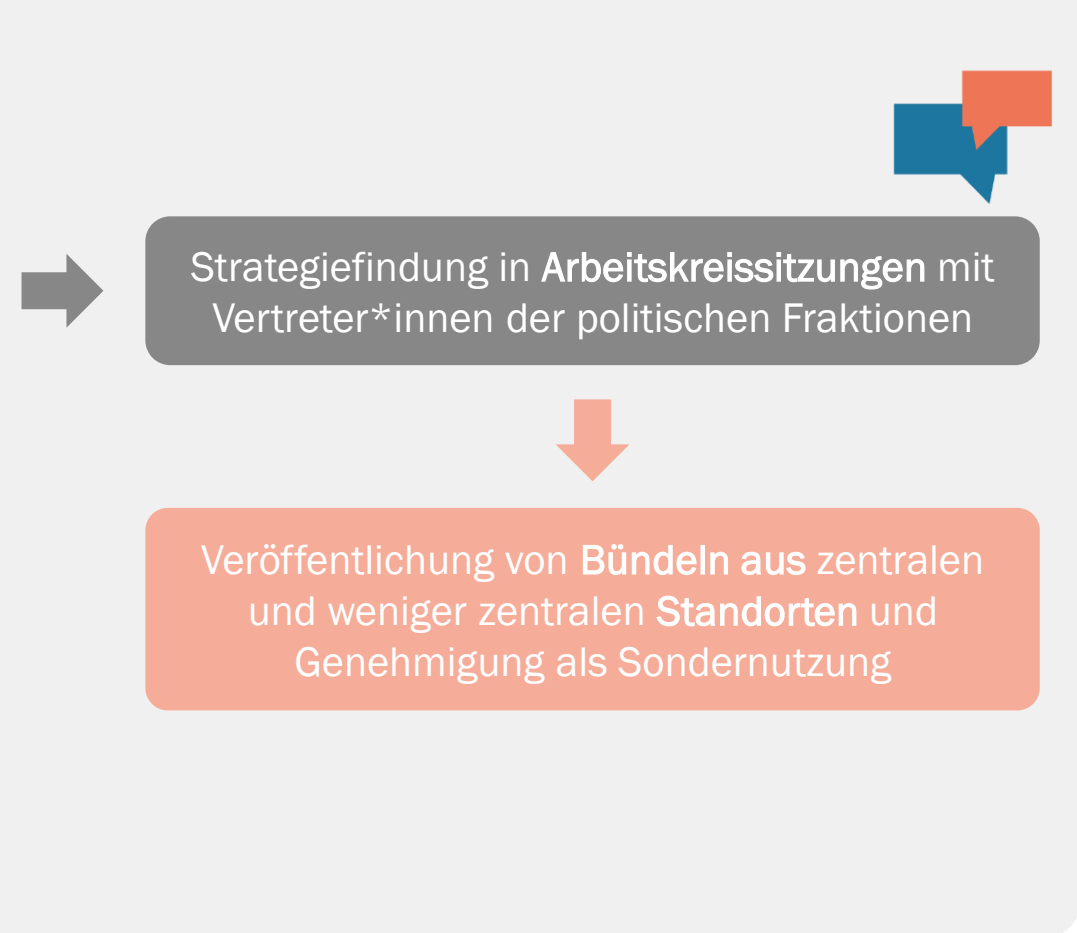 Strategiefindung in Arbeitskreissitzungen mit
Vertreter*innen der politischen Fraktionen
Veröffentlichung von Bündeln aus zentralen
und weniger zentralen Standorten und
Genehmigung als Sondernutzung